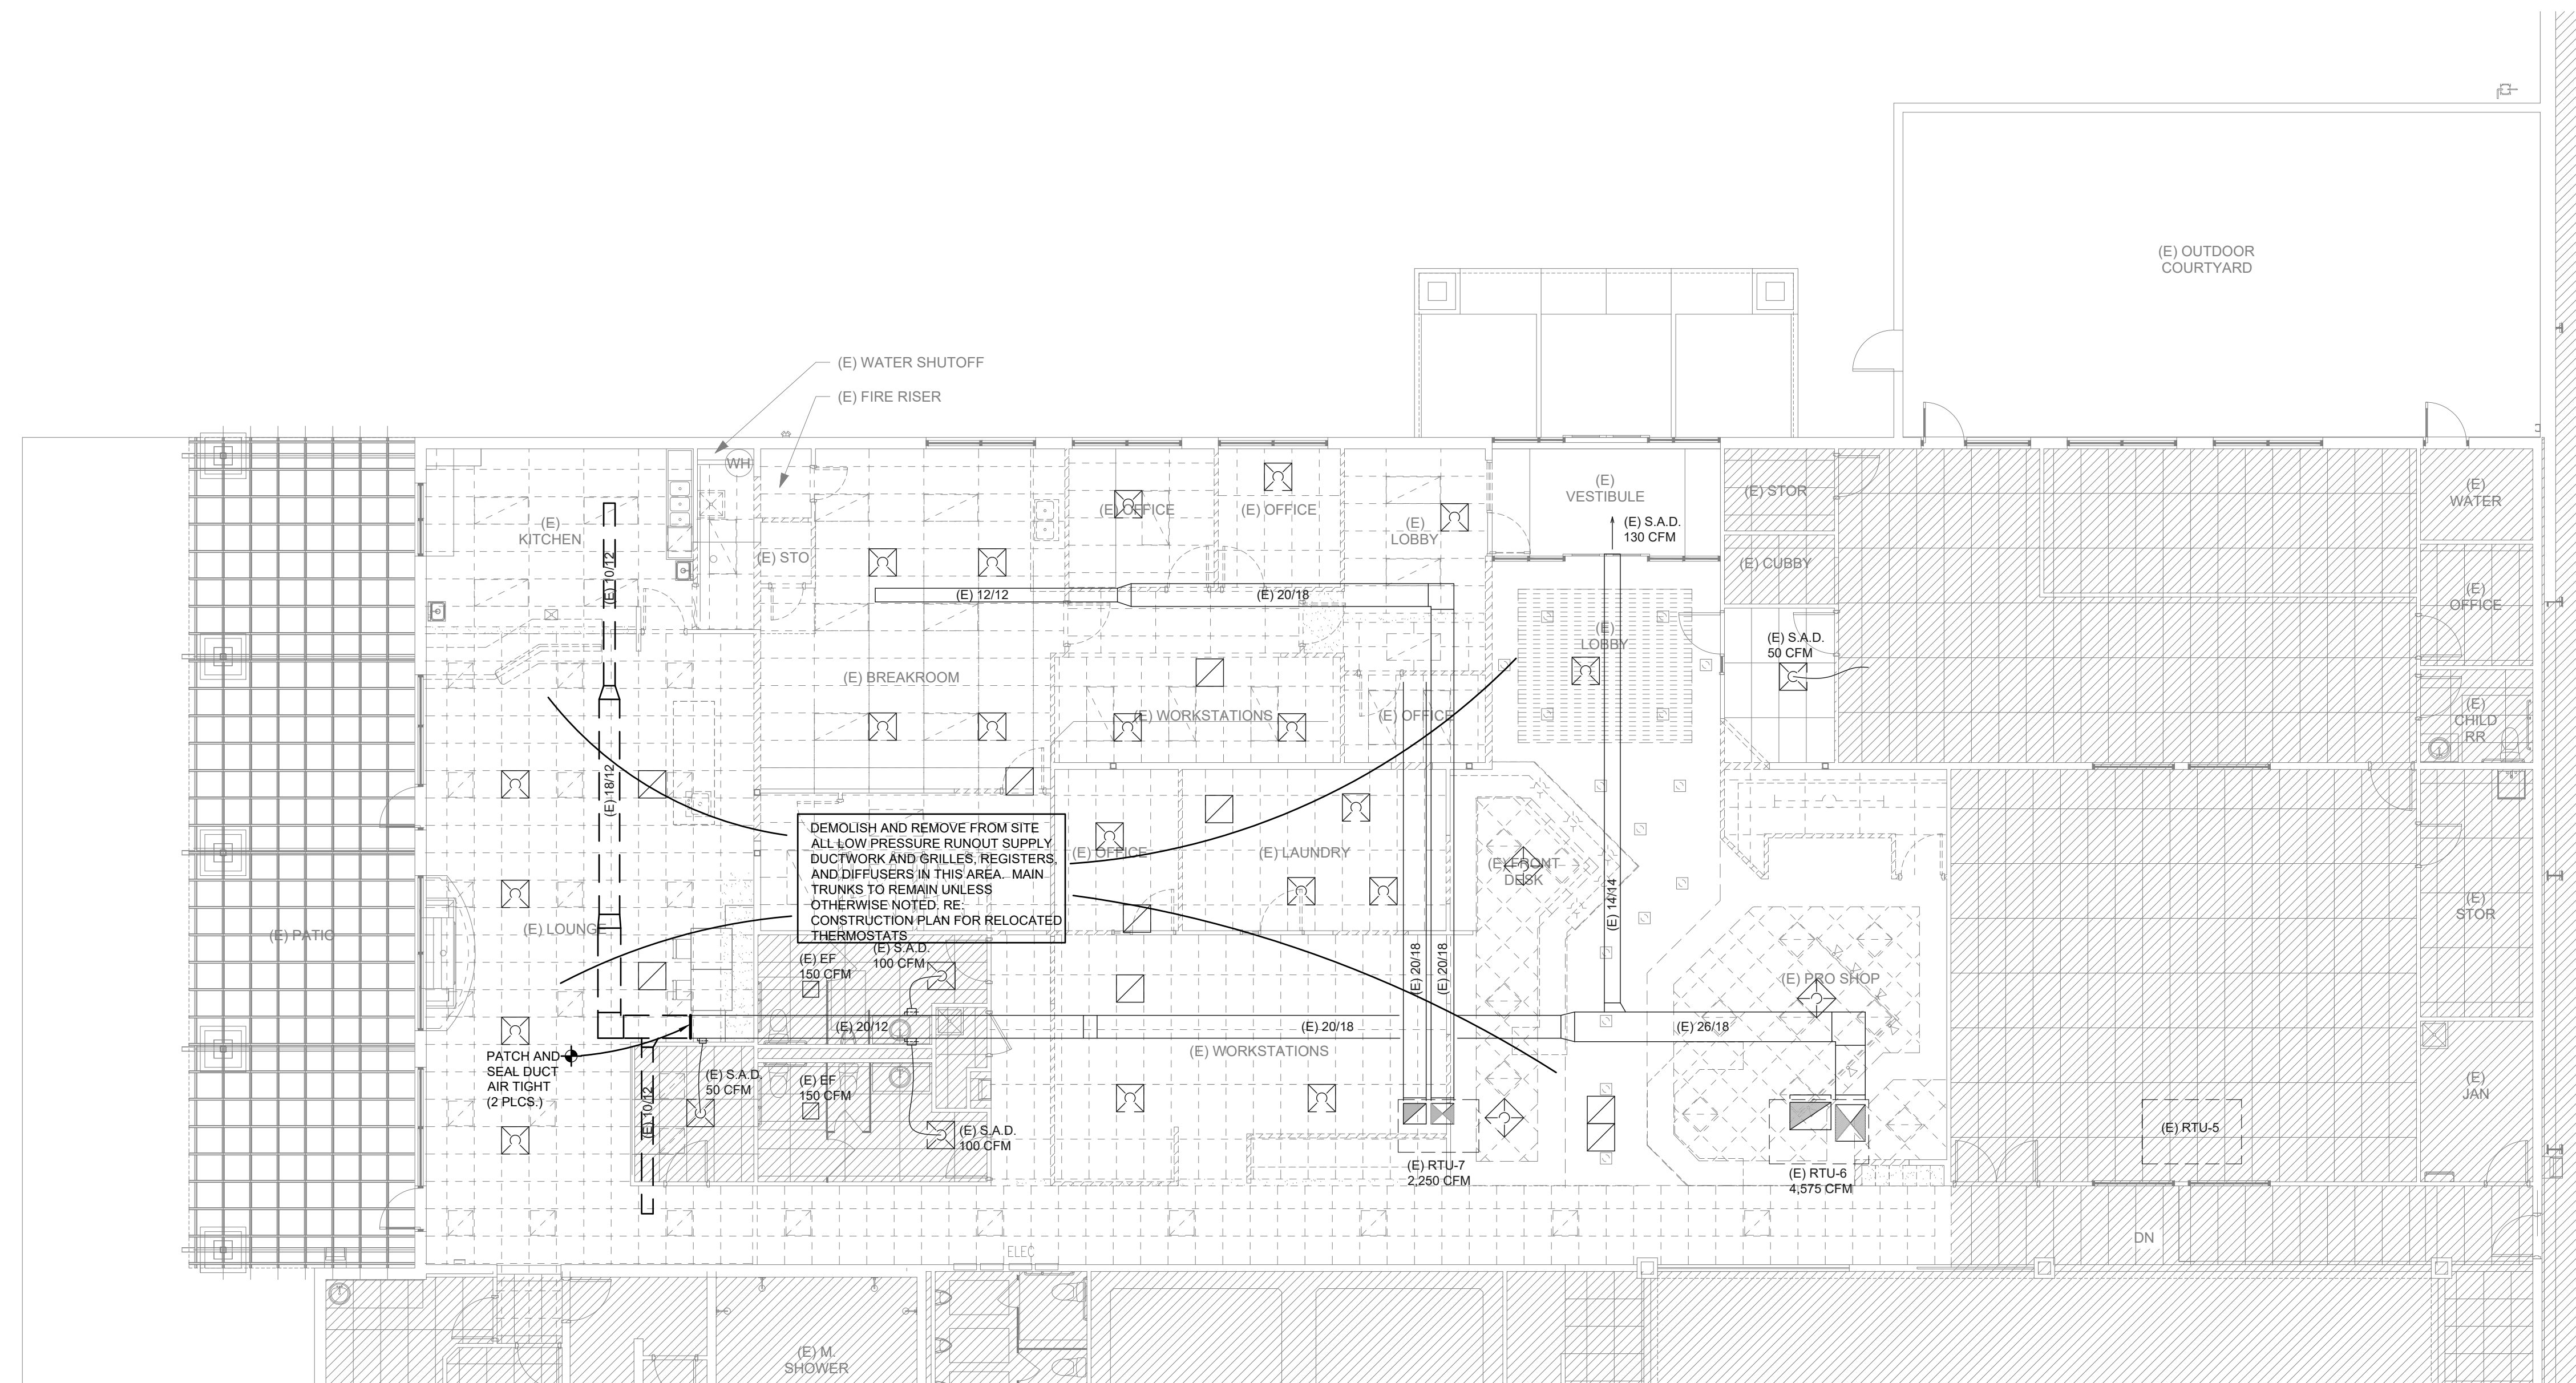 (E) OUTDOOR
COURTYARD
(E) WATER SHUTOFF
(E) FIRE RISER
WH
(E)
KITCHEN
(E) STO
(E) 10/12
(E) OFFICE
(E) OFFICE
(E)
LOBBY
(E)
VESTIBULE
(E) S.A.D.
130 CFM
(E) STOR
(E) CUBBY
(E)
WATER
(E)
OFFICE
(E) 12/12
(E) 20/18
(E)
LOBBY
(E) S.A.D.
50 CFM
(E) BREAKROOM
(E) WORKSTATIONS
(E) OFFICE
(E)
CHILD
RR
(E) 18/12
DEMOLISH AND REMOVE FROM SITE
ALL LOW PRESSURE RUNOUT SUPPLY
DUCTWORK AND GRILLES, REGISTERS,
AND DIFFUSERS IN THIS AREA.  MAIN
TRUNKS TO REMAIN UNLESS
OTHERWISE NOTED. RE:
CONSTRUCTION PLAN FOR RELOCATED
THERMOSTATS
(E) OFFICE
(E) LAUNDRY
(E) FRONT
DESK
(E) 14/14
(E)
STOR
(E) PATIO
(E) LOUNGE
(E) S.A.D.
100 CFM
(E) EF
150 CFM
(E) 20/18
(E) 20/18
(E) PRO SHOP
(E) 20/12
(E) 20/18
(E) 26/18
(E) WORKSTATIONS
PATCH AND
SEAL DUCT
AIR TIGHT
(2 PLCS.)
(E) 10/12
(E) S.A.D.
50 CFM
(E) EF
150 CFM
(E) S.A.D.
100 CFM
(E)
JAN
(E) RTU-5
(E) RTU-7
2,250 CFM
(E) RTU-6
4,575 CFM
DN
ELEC
(E) M.
SHOWER